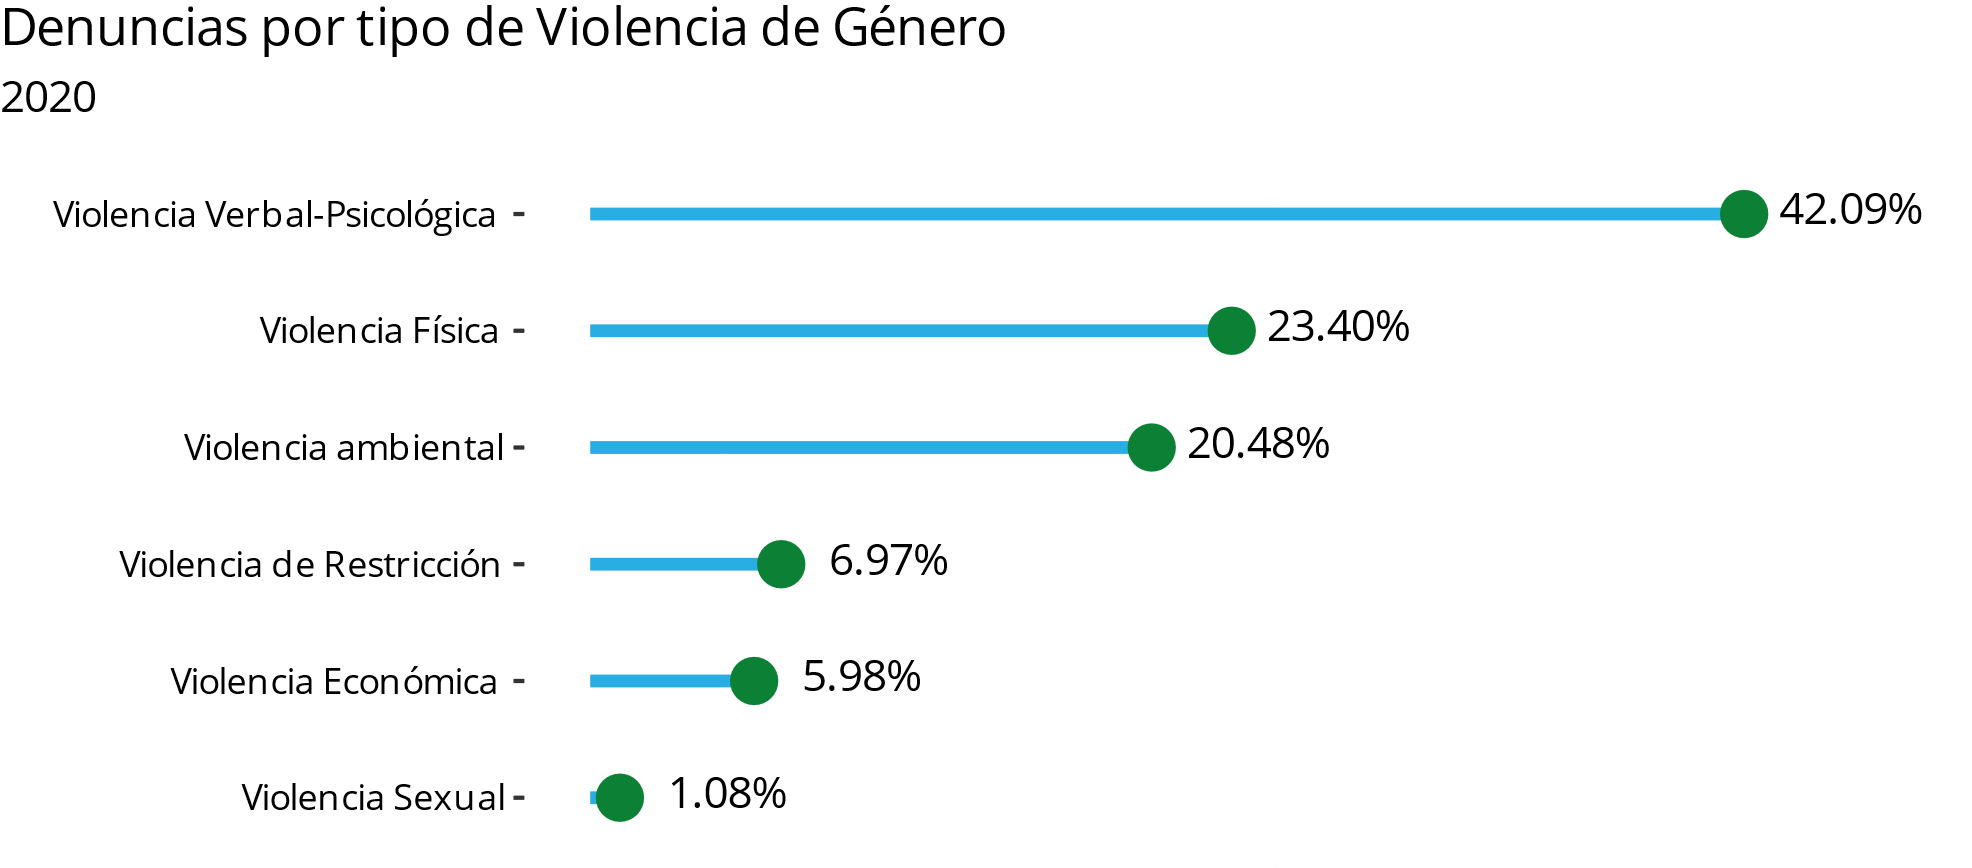 Denuncias por tipo de Violencia de Género
2020
Violencia Verbal-Psicológica 42.09%
Violencia Física 23.40%
Violencia ambiental 20.48%
Violencia de Restricción 6.97%
Violencia Económica 5.98%
Violencia Sexual 1.08%